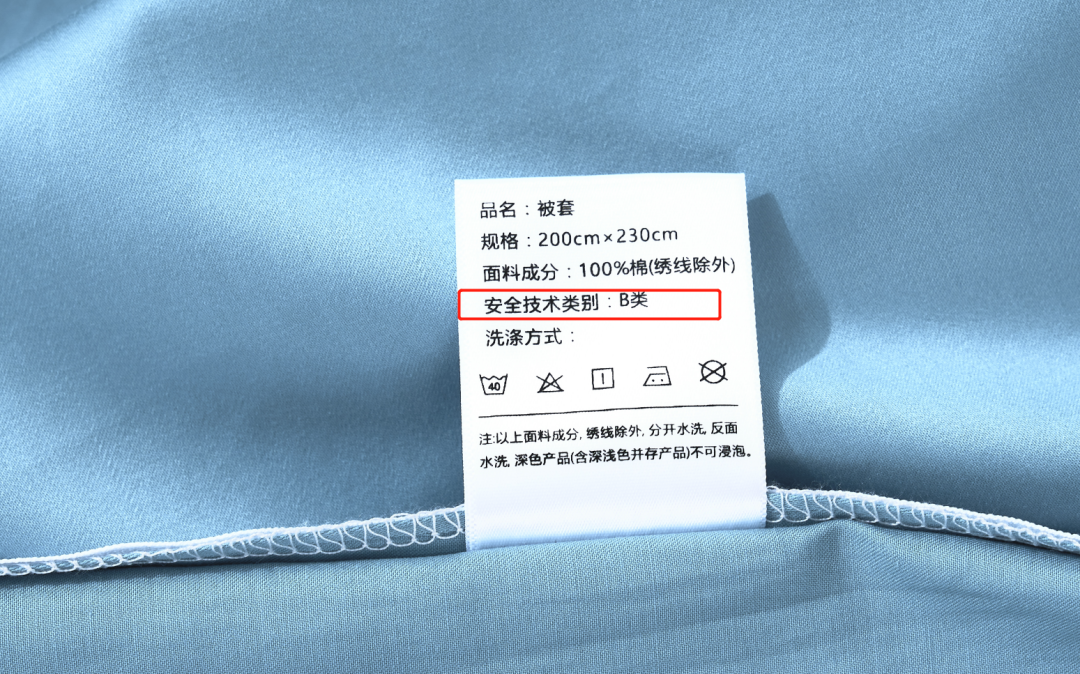 品名：被套
规格：200cm×230cm
面料成分：100%棉(绣线除外)
安全技术类别：B类
洗涤方式：
40
注:以上面料成分, 绣线除外, 分开水洗, 反面
水洗, 深色产品(含深浅色并存产品)不可浸泡。